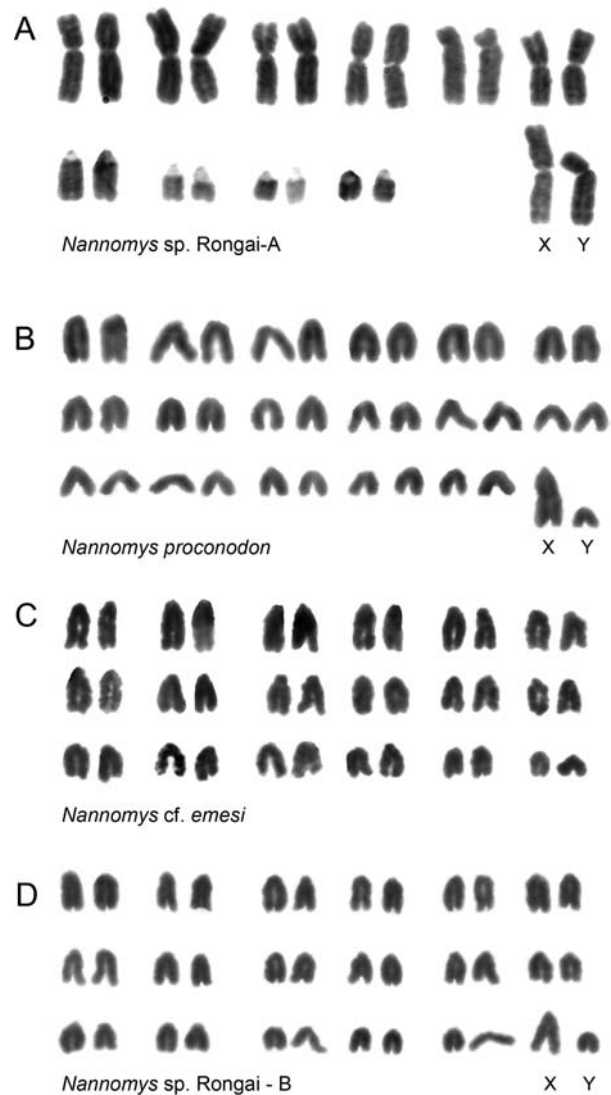 A
Nannomys sp. Rongai-A X Y
B
Nannomys proconodon X Y
C
Nannomys cf. emesi
D
Nannomys sp. Rongai - B X Y